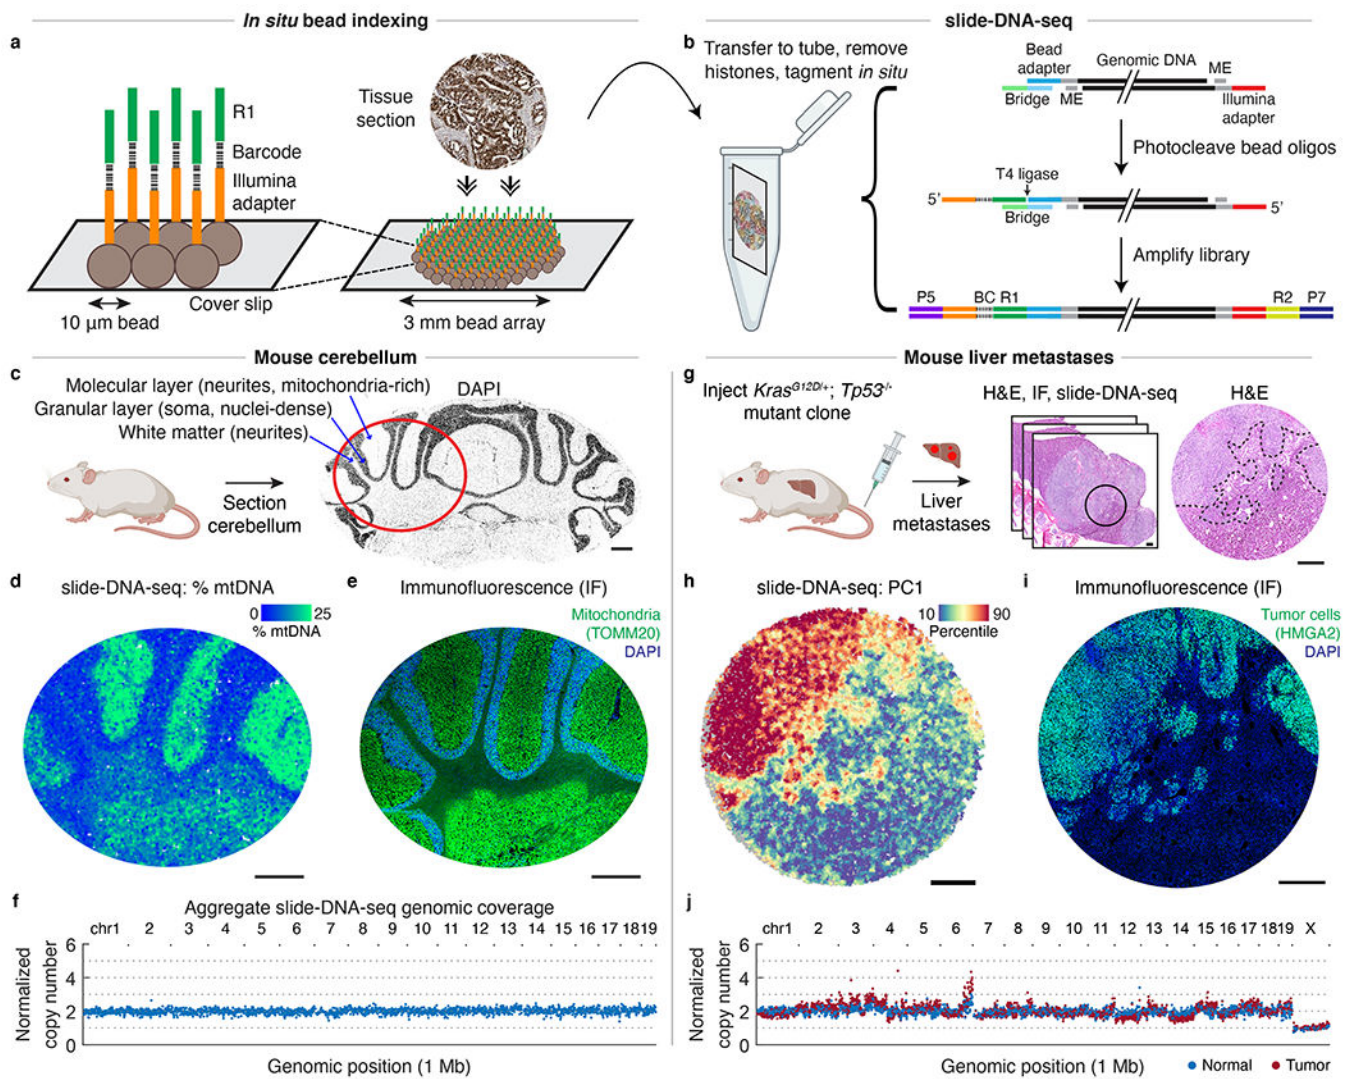 In situ bead indexing
slide-DNA-seq
a
R1
Barcode
Illumina
adapter
Cover slip
10 µm bead
Tissue
section
3 mm bead array
b
Transfer to tube, remove
histones, tagment in situ
Bead
adapter
Genomic DNA
ME
Bridge
ME
Illumina
adapter
Photocleave bead oligos
T4 ligase
5'
Bridge
5'
Amplify library
P5
BC R1
R2
P7
Mouse cerebellum
Mouse liver metastases
c
Molecular layer (neurites, mitochondria-rich)
Granular layer (soma, nuclei-dense)
White matter (neurites)
DAPI
Section
cerebellum
g
Inject KrasG12D/+; Tp53-/-
mutant clone
Liver
metastases
H&E, IF, slide-DNA-seq
H&E
d
slide-DNA-seq: % mtDNA
0
25
% mtDNA
e
Immunofluorescence (IF)
Mitochondria
(TOMM20)
DAPI
h
slide-DNA-seq: PC1
10
90
Percentile
i
Immunofluorescence (IF)
Tumor cells
(HMGA2)
DAPI
f
Aggregate slide-DNA-seq genomic coverage
chr1 2 3 4 5 6 7 8 9 10 11 12 13 14 15 16 17 18 19
Normalized
copy number
6
4
2
0
Genomic position (1 Mb)
j
chr1 2 3 4 5 6 7 8 9 10 11 12 13 14 15 16 17 18 19 X
Normalized
copy number
6
4
2
0
Genomic position (1 Mb)
Normal
Tumor